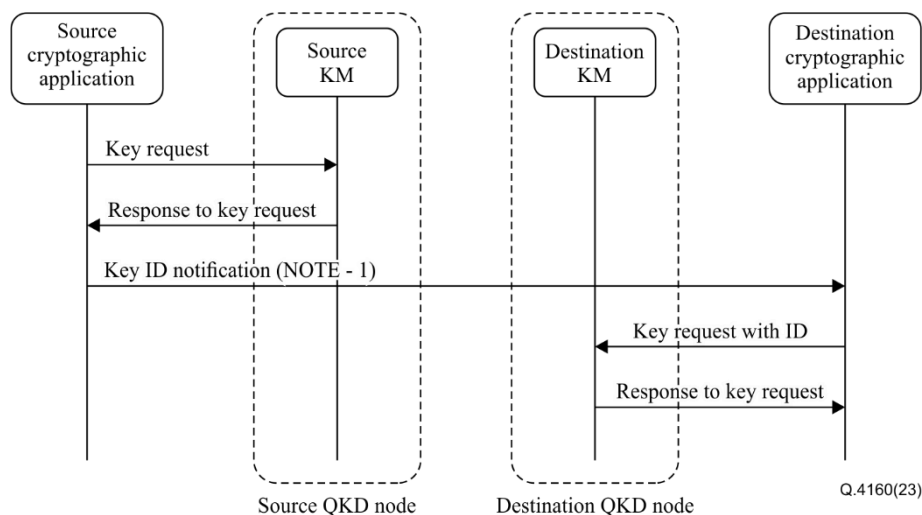 Source
cryptographic
application
Source
KM
Destination
KM
Destination
cryptographic
application
Key request
Response to key request
Key ID notification (NOTE - 1)
Key request with ID
Response to key request
Source QKD node
Destination QKD node
Q.4160(23)